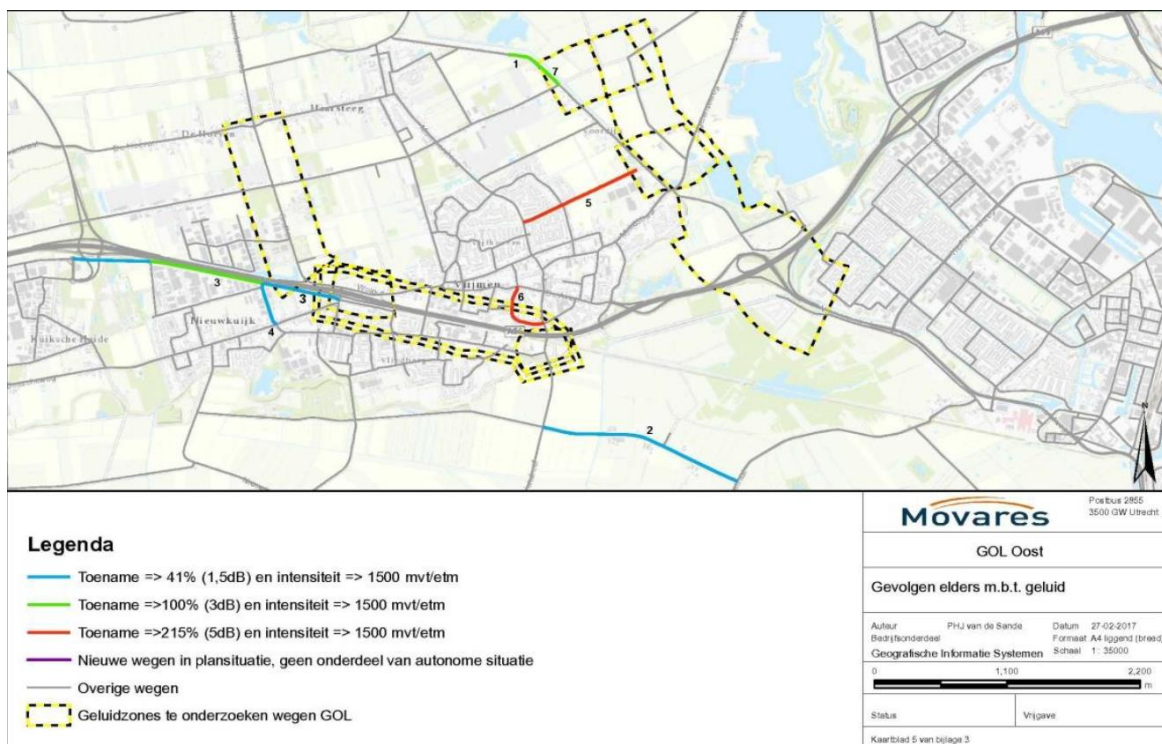 1
7
Haarsteeg
5
3
Vlijmen
6
3
Nieuwkuijk
4
2
N
Legenda
Toename => 41% (1,5dB) en intensiteit => 1500 mvt/etm
Toename =>100% (3dB) en intensiteit => 1500 mvt/etm
Toename =>215% (5dB) en intensiteit => 1500 mvt/etm
Nieuwe wegen in plansituatie, geen onderdeel van autonome situatie
Overige wegen
Geluidzones te onderzoeken wegen GOL
Movares
Postbus 2855
3500 GW Utrecht
GOL Oost
Gevolgen elders m.b.t. geluid
Auteur PHJ van de Sande Datum 27-02-2017
Bedrijfsonderdeel Formaat A4 liggend (breed)
Geografische Informatie Systemen Schaal 1: 35000
0 1,100 2,200
m
Status Vrijgave
Kaartblad 5 van bijlage 3